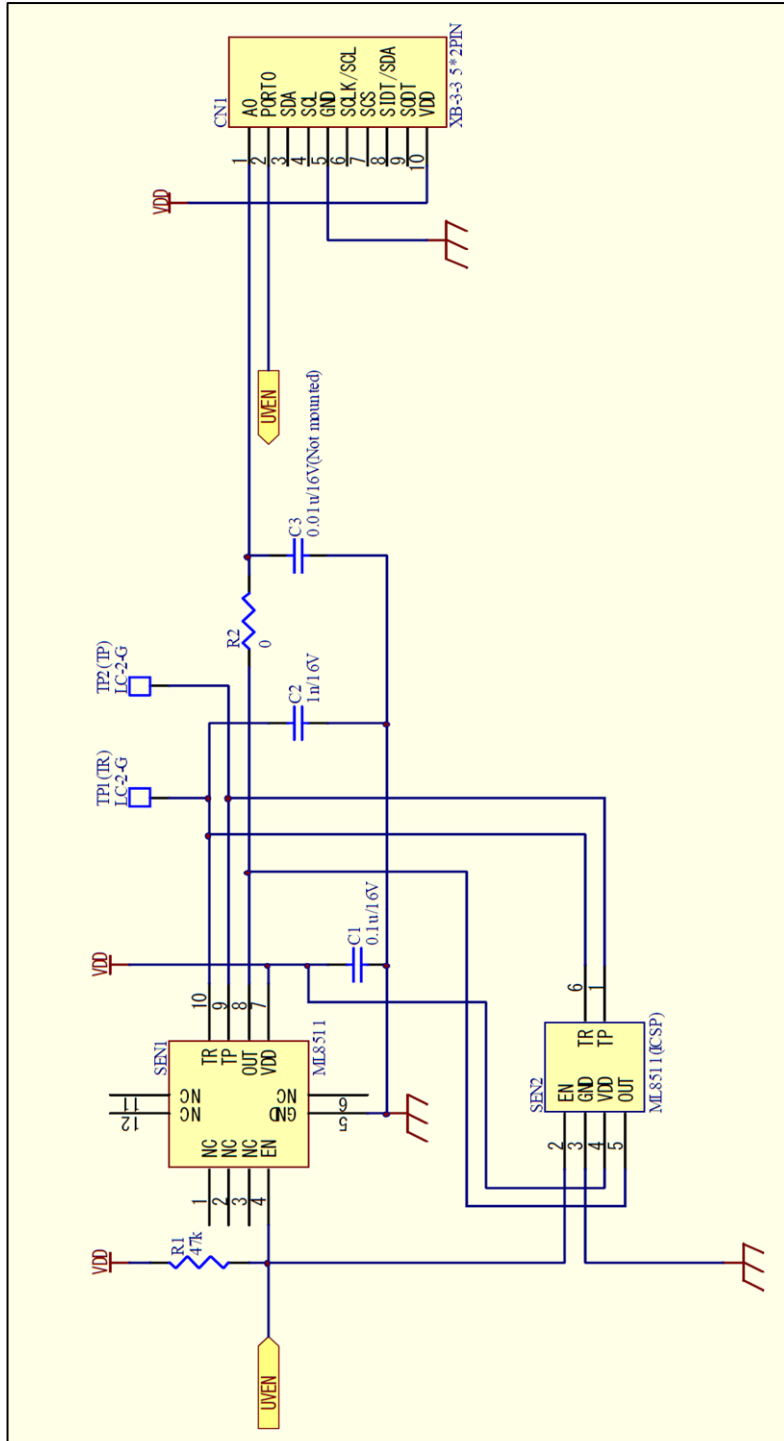 CN1
1 AO
2 PORTO
3 SDA
4 SCL
5 GND
6 SCLK/SCL
7 SCS
8 SIDT/SDA
9 SODT
10 VDD
XB-3-3 5*2PIN
VDD
UVEN
C3
0.01u/16V(Not mounted)
R2
0
C2
1n/16V
TP2(TP)
LC-2-G
TP1(TR)
LC-2-G
VDD
C1
0.1u/16V
SEN1
10 TR
9 TP
8 OUT
7 VDD
ML8511
11 NC
12 NC
NC 6
GND 5
1 NC
2 NC
3 NC
4 EN
VDD
R1
47k
UVEN
SEN2
6 TR
1 TP
2 EN
3 GND
4 VDD
5 OUT
ML8511(ICSP)